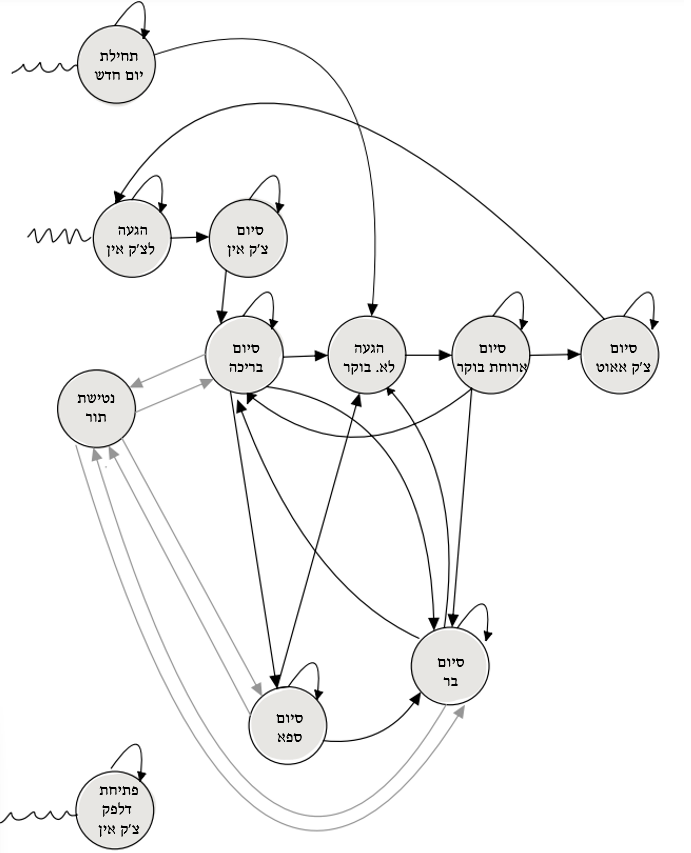 תחילת
יום חדש
הגעה
לצ'ק אין
סיום
צ'ק אין
סיום
בריכה
הגעה
לא. בוקר
סיום
ארוחת בוקר
סיום
צ'ק אאוט
נטישת
תור
סיום
בר
סיום
ספא
פתיחת
דלפק
צ'ק אין